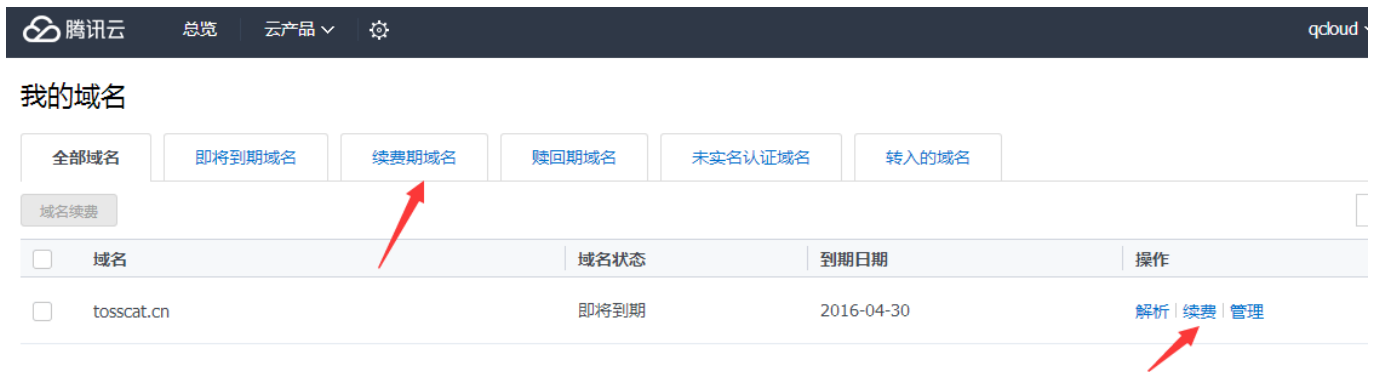 腾讯云 总览 云产品 qcloud
我的域名
全部域名 即将到期域名 续费期域名 赎回期域名 未实名认证域名 转入的域名
域名续费
域名 域名状态 到期日期 操作
tosscat.cn 即将到期 2016-04-30 解析 续费 管理